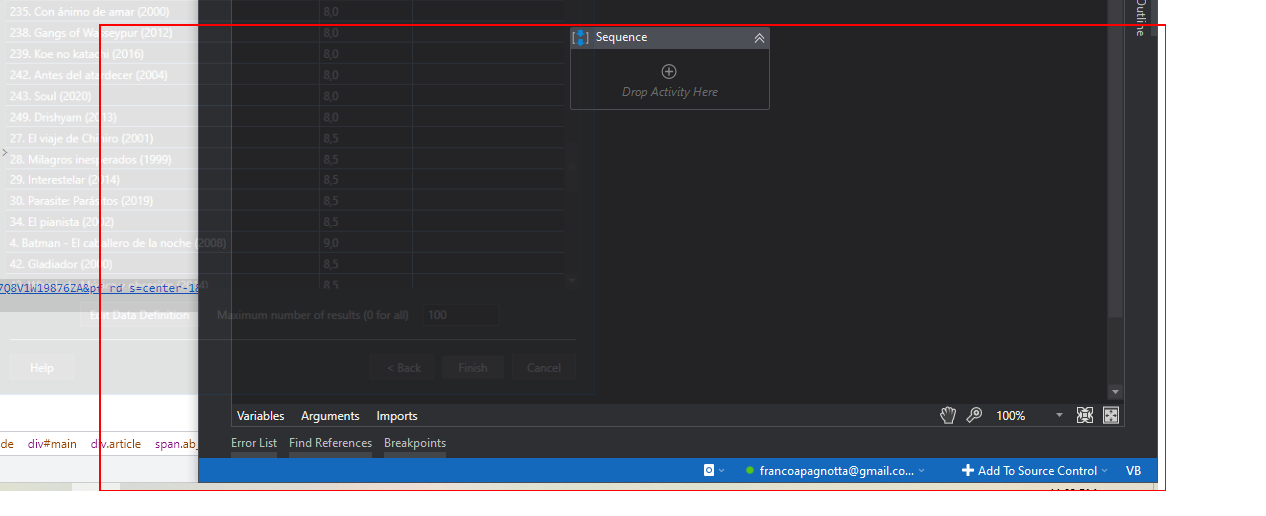 235. Con ánimo de amar (2000) 8,0
238. Gangs of Wasseypur (2012) 8,0
239. Koe no katachi (2016) 8,0
242. Antes del atardecer (2004) 8,0
243. Soul (2020) 8,0
249. Drishyam (2013) 8,0
27. El viaje de Chihiro (2001) 8,5
28. Milagros inesperados (1999) 8,5
29. Interestelar (2014) 8,5
30. Parasite: Parásitos (2019) 8,5
34. El pianista (2002) 8,5
4. Batman - El caballero de la noche (2008) 9,0
42. Gladiador (2000) 8,5
8,5
7Q8V1W19876ZA&pf_rd_s=center-1&
Edit Data Definition Maximum number of results (0 for all) 100
Help < Back Finish Cancel
Sequence
Drop Activity Here
Outline
Variables Arguments Imports 100%
de div#main div.article span.ab_
Error List Find References Breakpoints
francoapagnotta@gmail.co... Add To Source Control VB